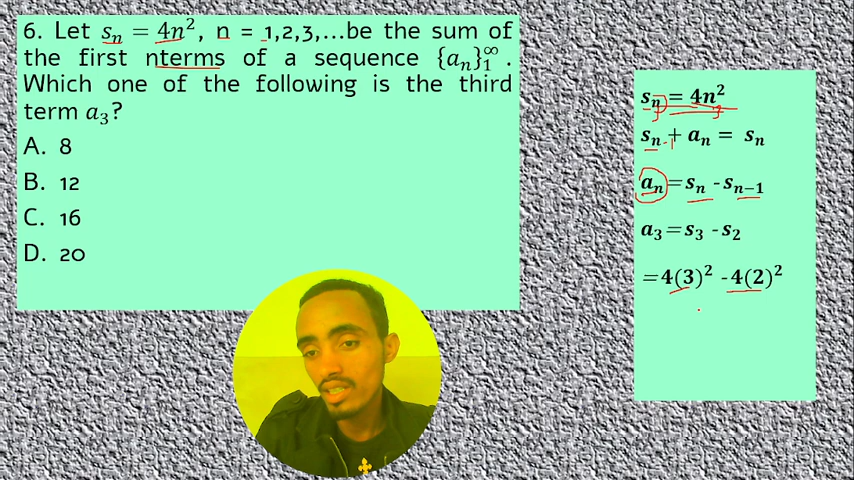 6. Let sₙ = 4n², n = 1,2,3,...be the sum of
the first nterms of a sequence {aₙ}₁^∞ .
Which one of the following is the third
term a₃?
A. 8
B. 12
C. 16
D. 20
sₙ = 4n²
sₙ₋₁ + aₙ = sₙ
aₙ=sₙ -sₙ₋₁
a₃=s₃ -s₂
=4(3)² -4(2)²